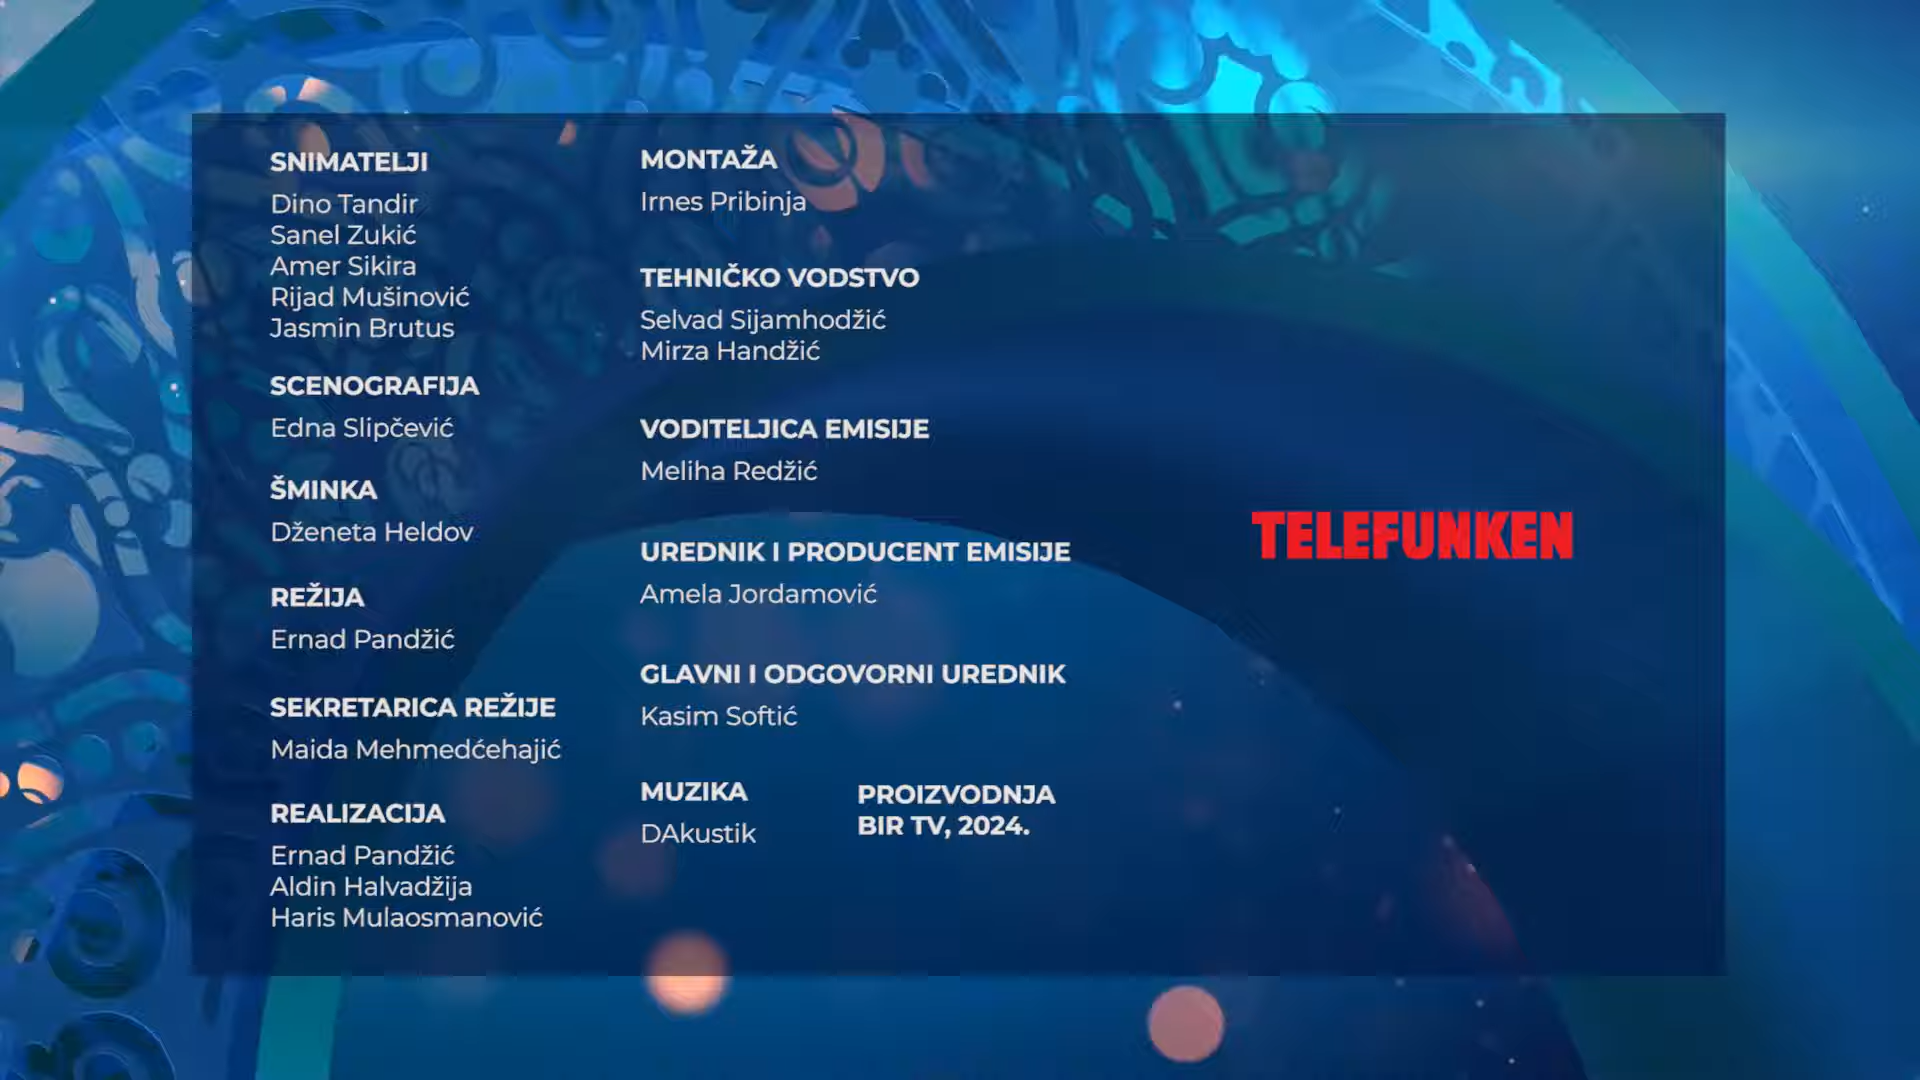 SNIMATELJI
Dino Tandir
Sanel Zukić
Amer Sikira
Rijad Mušinović
Jasmin Brutus
SCENOGRAFIJA
Edna Slipčević
ŠMINKA
Dženeta Heldov
REŽIJA
Ernad Pandžić
SEKRETARICA REŽIJE
Maida Mehmedćehajić
REALIZACIJA
Ernad Pandžić
Aldin Halvadžija
Haris Mulaosmanović
MONTAŽA
Irnes Pribinja
TEHNIČKO VODSTVO
Selvad Sijamhodžić
Mirza Handžić
VODITELJICA EMISIJE
Meliha Redžić
UREDNIK I PRODUCENT EMISIJE
Amela Jordamović
GLAVNI I ODGOVORNI UREDNIK
Kasim Softić
MUZIKA
DAkustik
PROIZVODNJA
BIR TV, 2024.
TELEFUNKEN